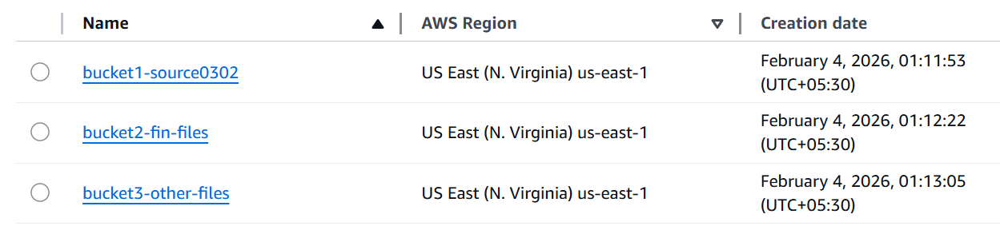 Name AWS Region Creation date
bucket1-source0302 US East (N. Virginia) us-east-1 February 4, 2026, 01:11:53 (UTC+05:30)
bucket2-fin-files US East (N. Virginia) us-east-1 February 4, 2026, 01:12:22 (UTC+05:30)
bucket3-other-files US East (N. Virginia) us-east-1 February 4, 2026, 01:13:05 (UTC+05:30)